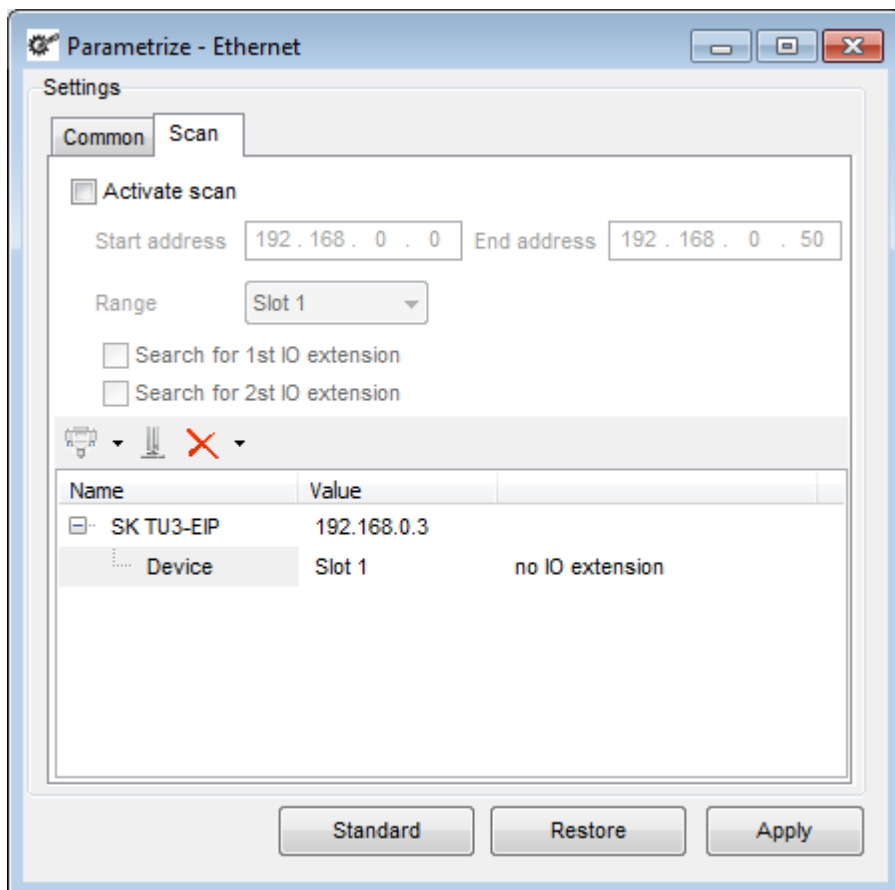 Parametrize - Ethernet
Settings
Common Scan
Activate scan
Start address 192 . 168 . 0 . 0 End address 192 . 168 . 0 . 50
Range Slot 1
Search for 1st IO extension
Search for 2st IO extension
Name Value
SK TU3-EIP 192.168.0.3
Device Slot 1 no IO extension
Standard Restore Apply